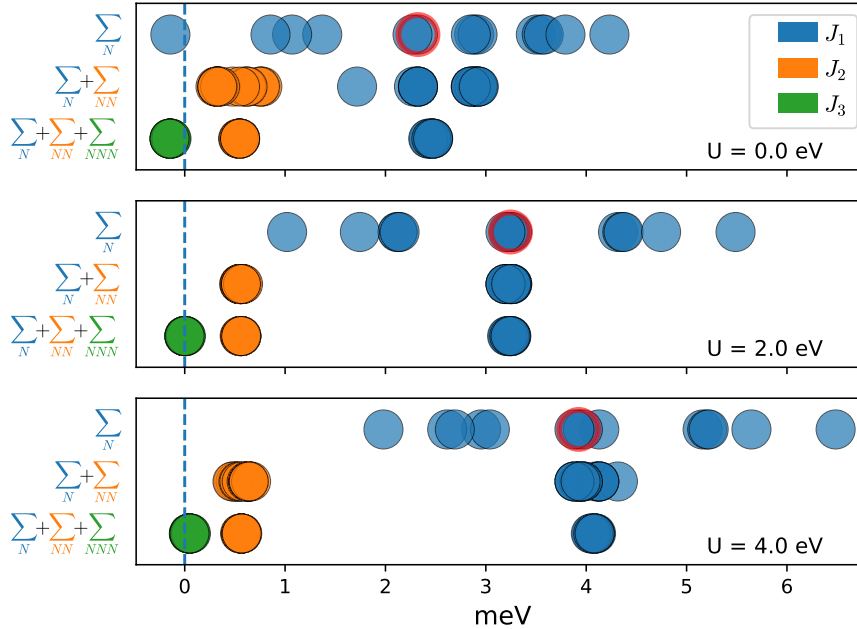 ∑
N
∑+∑
N NN
∑+∑+∑
N NN NNN
J₁
J₂
J₃
U = 0.0 eV
∑
N
∑+∑
N NN
∑+∑+∑
N NN NNN
U = 2.0 eV
∑
N
∑+∑
N NN
∑+∑+∑
N NN NNN
U = 4.0 eV
0 1 2 3 4 5 6
meV